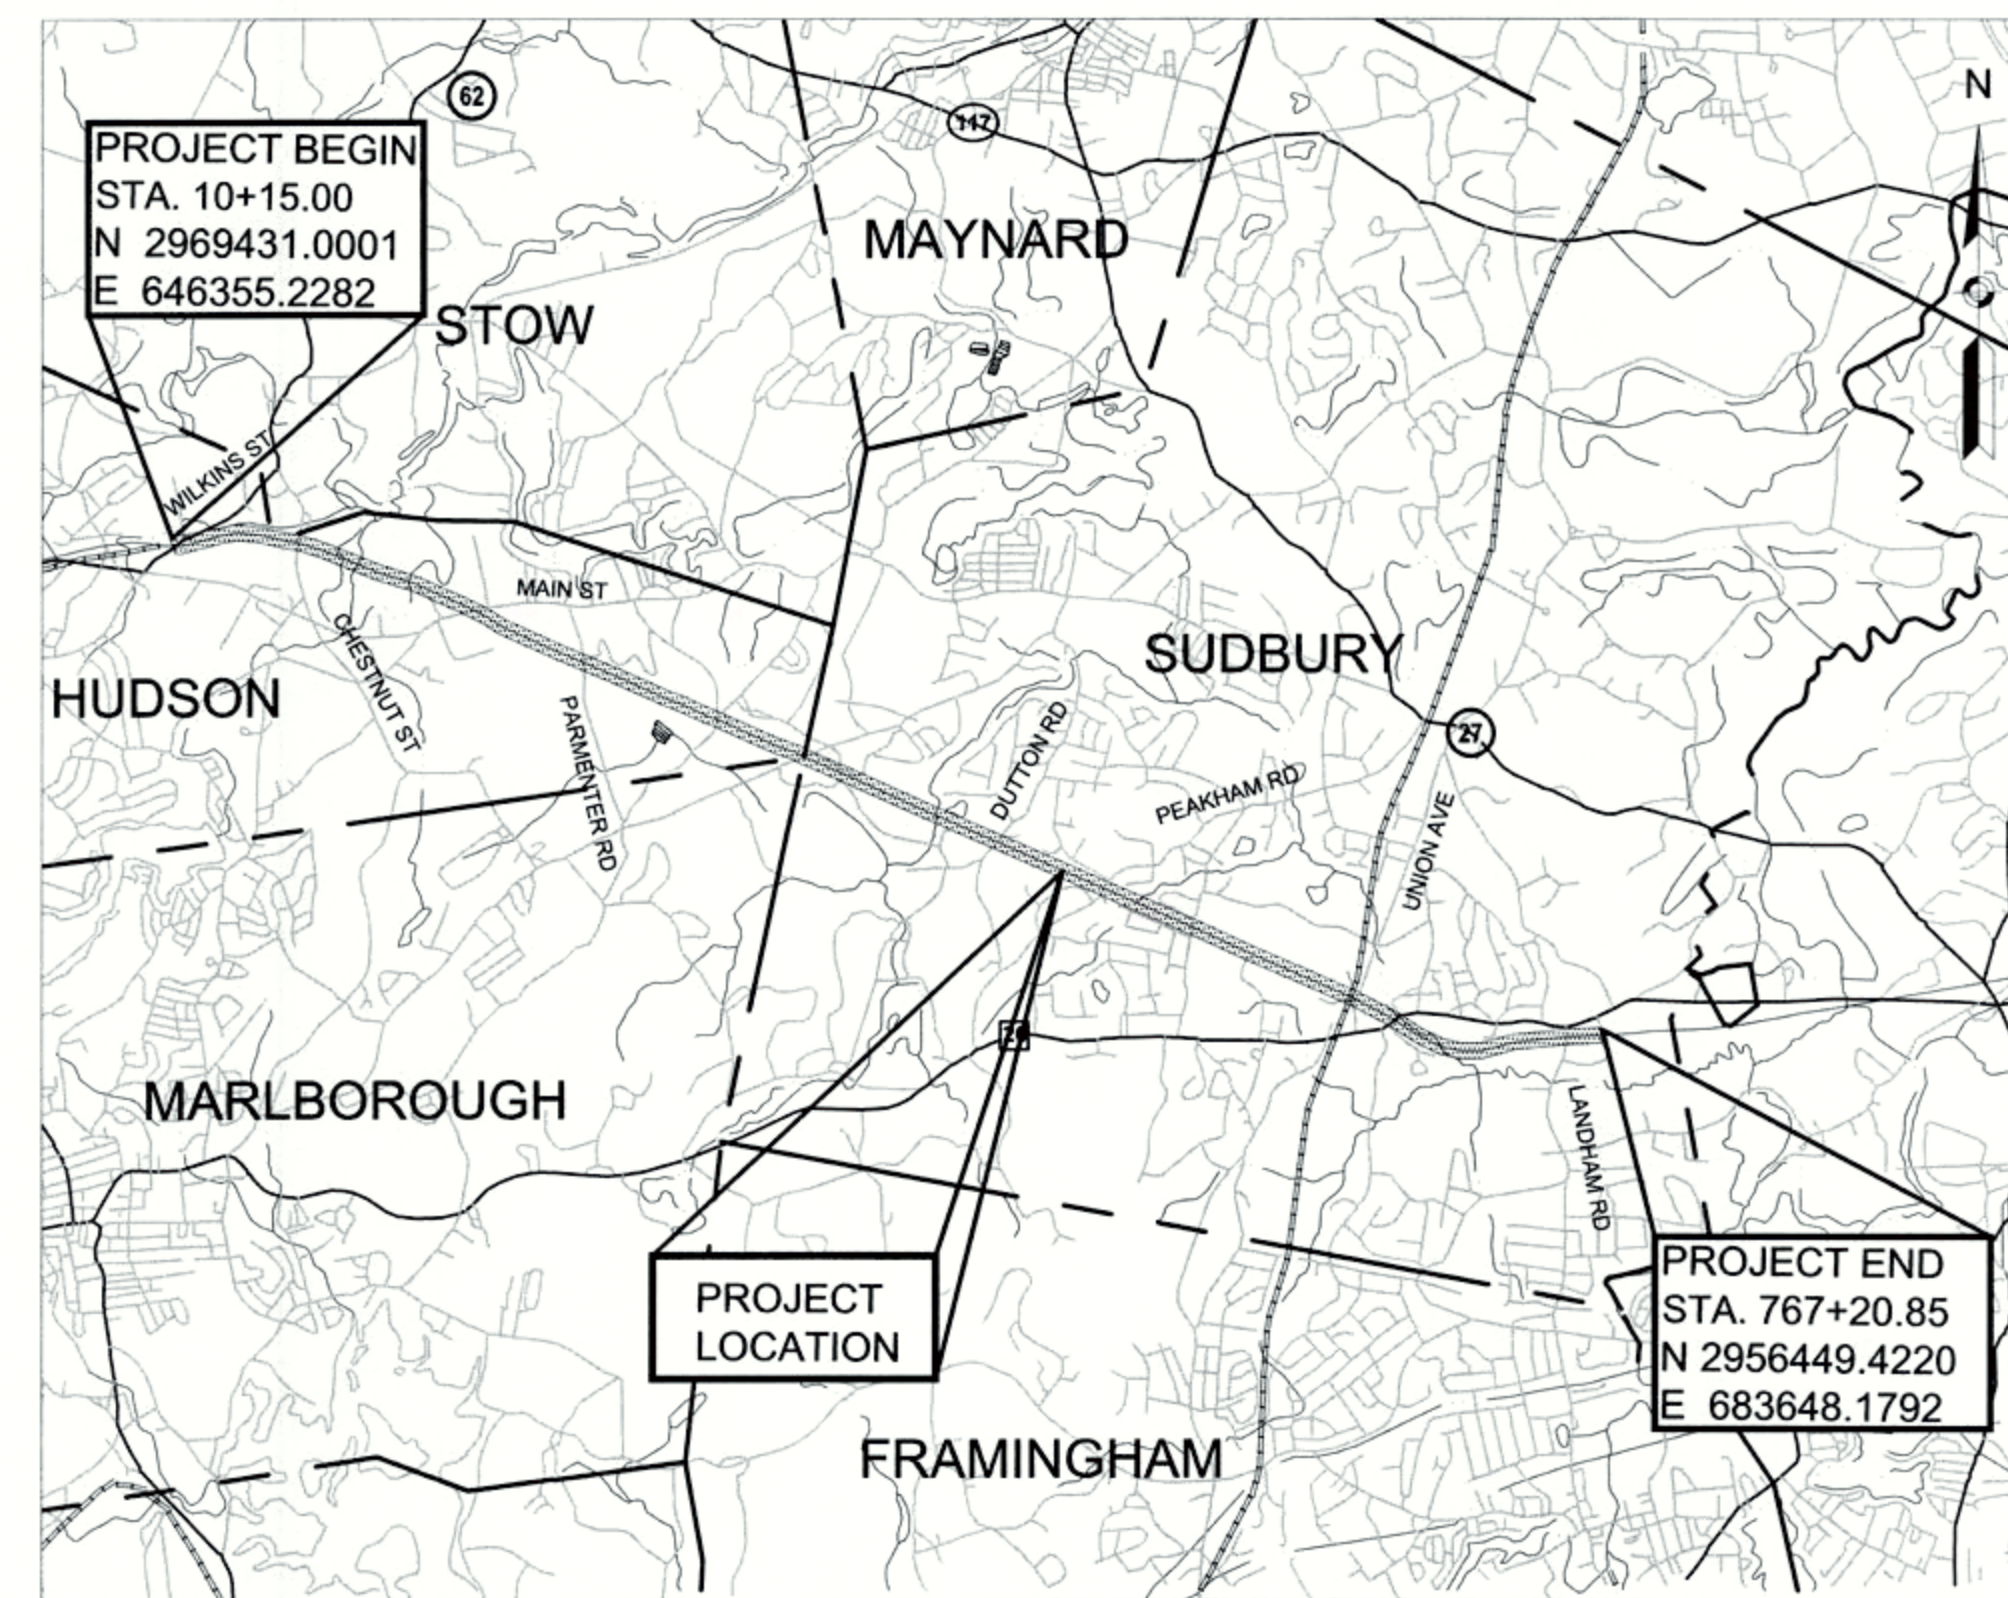 62
117
N
PROJECT BEGIN
STA. 10+15.00
N 2969431.0001
E 646355.2282
MAYNARD
STOW
WILKINS ST
MAIN ST
CHESTNUT ST
HUDSON
SUDBURY
PARMENTER RD
DUTTON RD
27
PEAKHAM RD
UNION AVE
MARLBOROUGH
LANDHAM RD
PROJECT
LOCATION
PROJECT END
STA. 767+20.85
N 2956449.4220
E 683648.1792
FRAMINGHAM